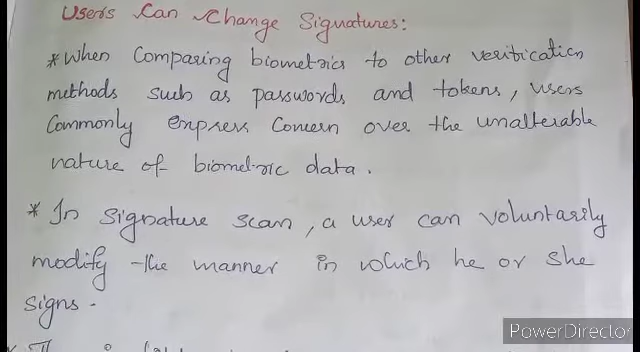 Users Can Change Signatures:
* When Comparing biometrics to other verification
methods such as passwords and tokens, users
Commonly express Concern over the unalterable
nature of biometric data.
* In Signature scan, a user can voluntarily
modify the manner in which he or she
signs.
PowerDirector